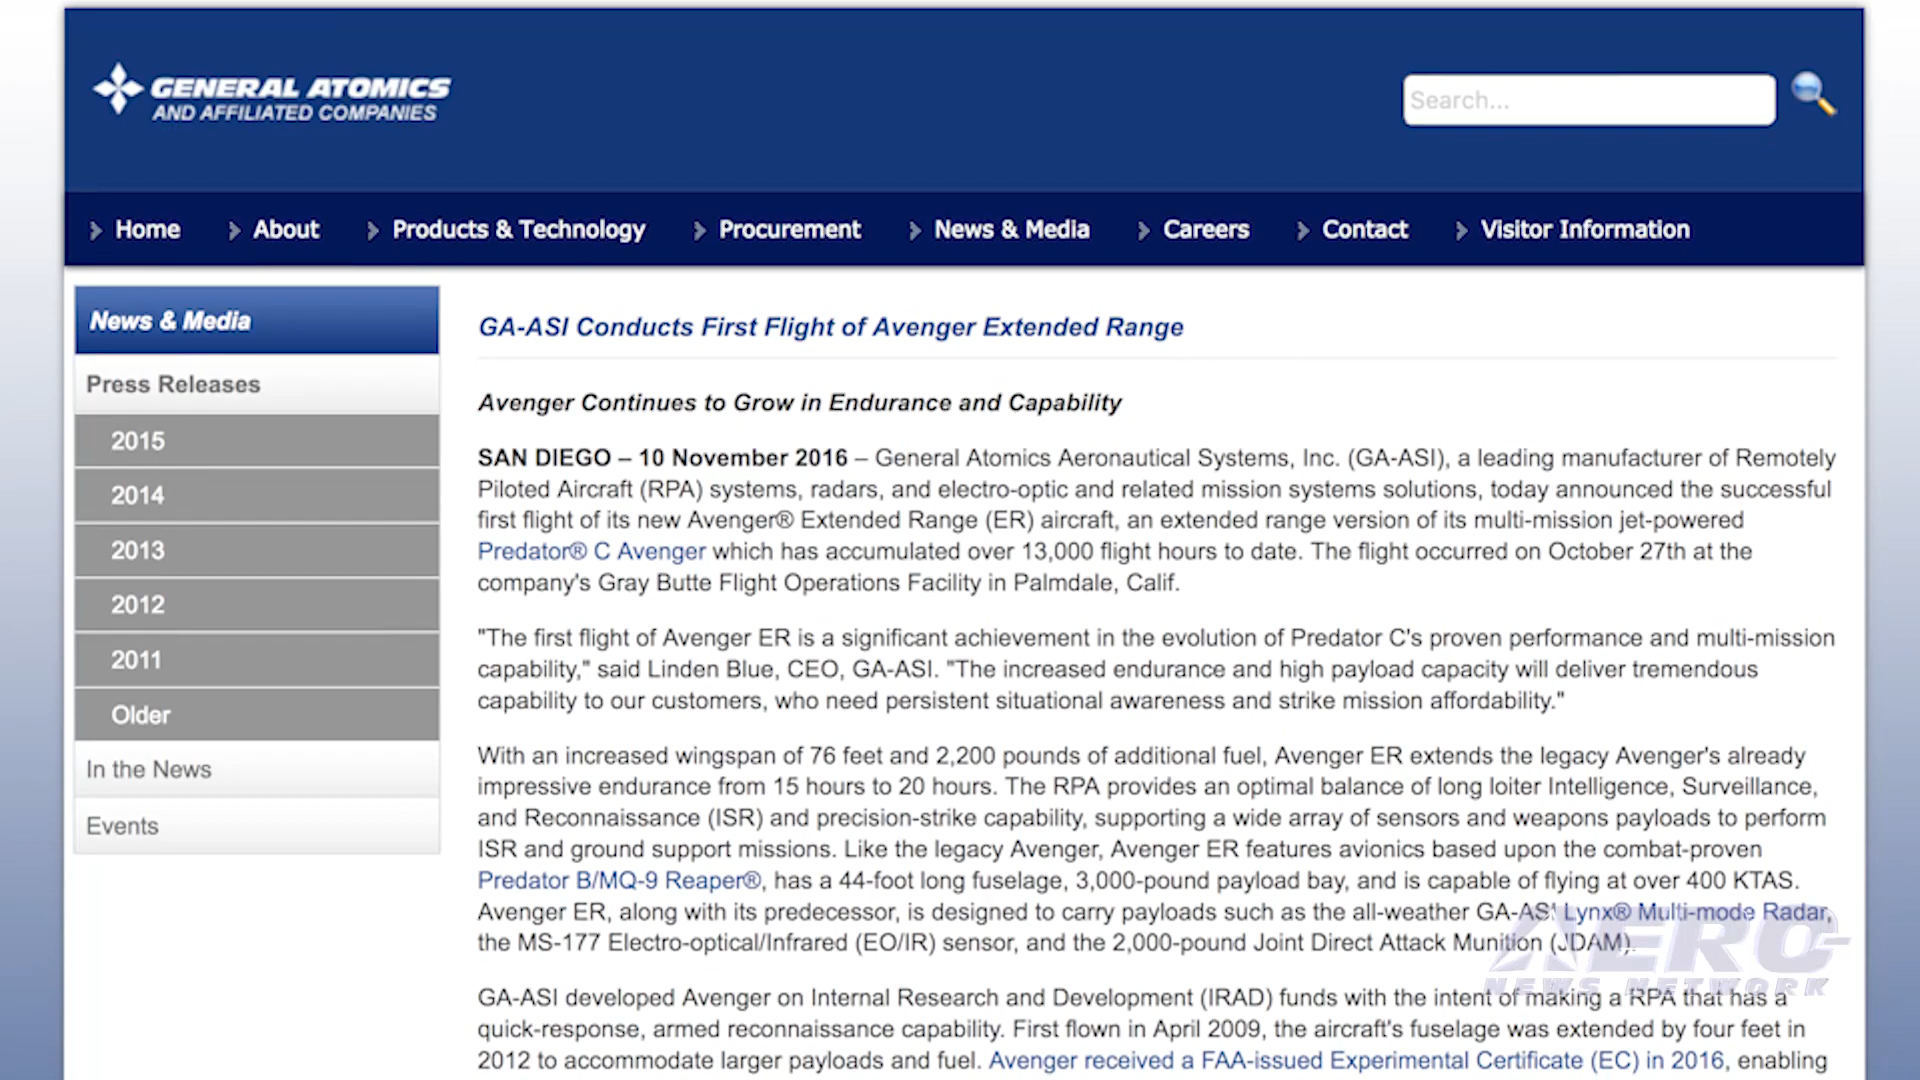 GENERAL ATOMICS
AND AFFILIATED COMPANIES
Search...
Home About Products & Technology Procurement News & Media Careers Contact Visitor Information
News & Media
Press Releases
2015
2014
2013
2012
2011
Older
In the News
Events
GA-ASI Conducts First Flight of Avenger Extended Range
Avenger Continues to Grow in Endurance and Capability
SAN DIEGO – 10 November 2016 – General Atomics Aeronautical Systems, Inc. (GA-ASI), a leading manufacturer of Remotely
Piloted Aircraft (RPA) systems, radars, and electro-optic and related mission systems solutions, today announced the successful
first flight of its new Avenger® Extended Range (ER) aircraft, an extended range version of its multi-mission jet-powered
Predator® C Avenger which has accumulated over 13,000 flight hours to date. The flight occurred on October 27th at the
company's Gray Butte Flight Operations Facility in Palmdale, Calif.
"The first flight of Avenger ER is a significant achievement in the evolution of Predator C's proven performance and multi-mission
capability," said Linden Blue, CEO, GA-ASI. "The increased endurance and high payload capacity will deliver tremendous
capability to our customers, who need persistent situational awareness and strike mission affordability."
With an increased wingspan of 76 feet and 2,200 pounds of additional fuel, Avenger ER extends the legacy Avenger's already
impressive endurance from 15 hours to 20 hours. The RPA provides an optimal balance of long loiter Intelligence, Surveillance,
and Reconnaissance (ISR) and precision-strike capability, supporting a wide array of sensors and weapons payloads to perform
ISR and ground support missions. Like the legacy Avenger, Avenger ER features avionics based upon the combat-proven
Predator B/MQ-9 Reaper®, has a 44-foot long fuselage, 3,000-pound payload bay, and is capable of flying at over 400 KTAS.
Avenger ER, along with its predecessor, is designed to carry payloads such as the all-weather GA-ASI Lynx® Multi-mode Radar,
the MS-177 Electro-optical/Infrared (EO/IR) sensor, and the 2,000-pound Joint Direct Attack Munition (JDAM).
GA-ASI developed Avenger on Internal Research and Development (IRAD) funds with the intent of making a RPA that has a
quick-response, armed reconnaissance capability. First flown in April 2009, the aircraft's fuselage was extended by four feet in
2012 to accommodate larger payloads and fuel. Avenger received a FAA-issued Experimental Certificate (EC) in 2016, enabling
AERO-
NEWS NETWORK